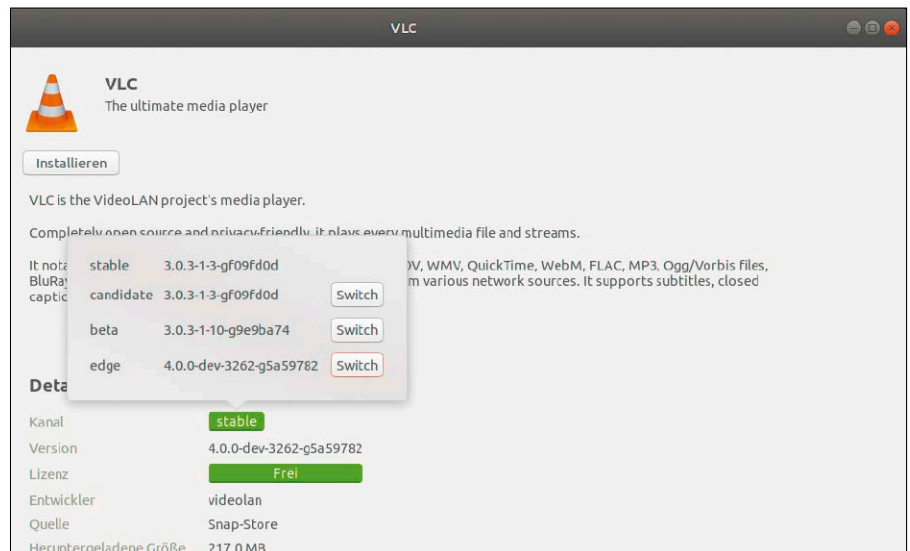 VLC
VLC
The ultimate media player
Installieren
VLC is the VideoLAN project's media player.
Completely open source and privacy-friendly, it plays every multimedia file and streams.
It nota
V, WMV, QuickTime, WebM, FLAC, MP3, Ogg/Vorbis files,
BluRay
m various network sources. It supports subtitles, closed
captio
stable 3.0.3-1-3-gf09fd0d
candidate 3.0.3-1-3-gf09fd0d Switch
beta 3.0.3-1-10-g9e9ba74 Switch
edge 4.0.0-dev-3262-g5a59782 Switch
Deta
Kanal stable
Version 4.0.0-dev-3262-g5a59782
Lizenz Frei
Entwickler videolan
Quelle Snap-Store
Heruntergeladene Größe 217.0 MB